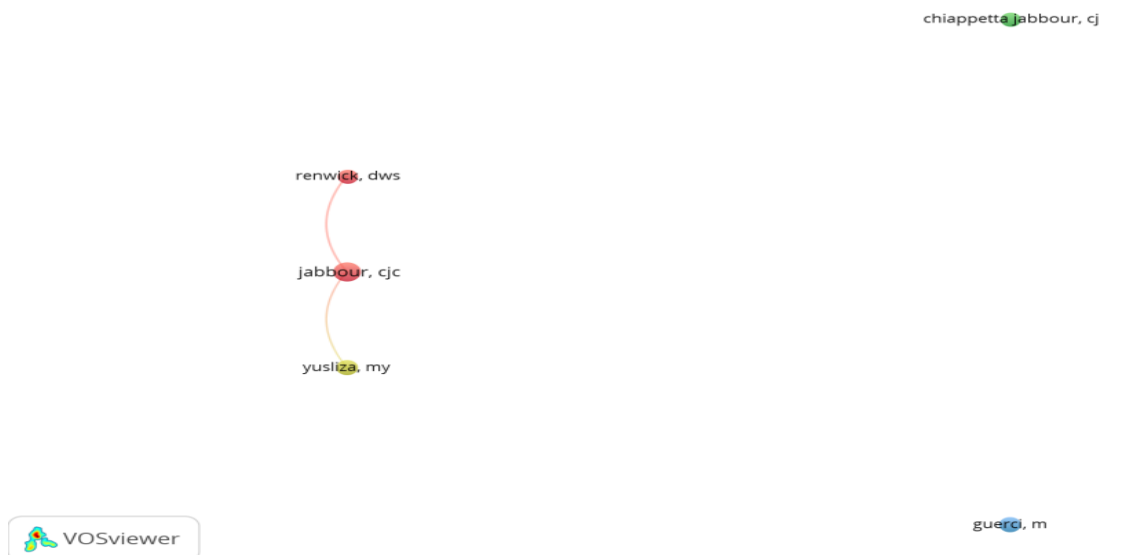 chiappetta jabbour, cj
renwick, dws
jabbour, cjc
yusliza, my
guerci, m
VOSviewer